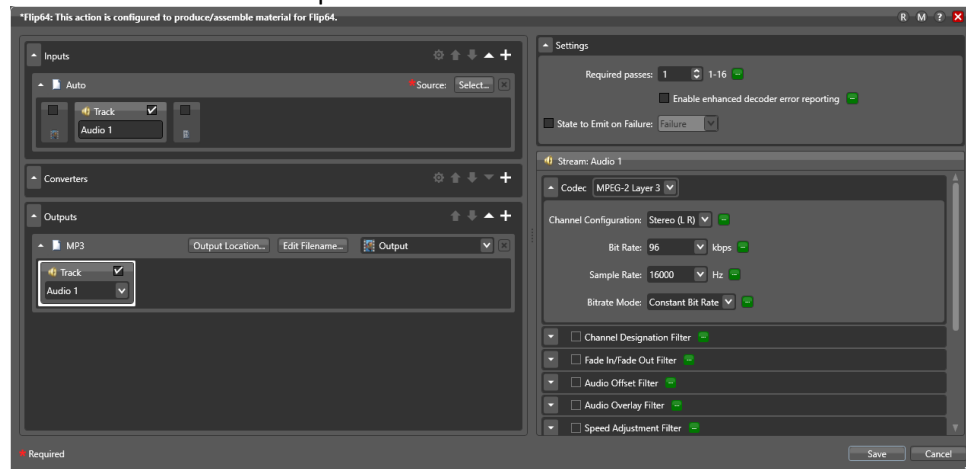 *Flip64: This action is configured to produce/assemble material for Flip64.
R M ? X
Inputs
Auto
*Source: Select...
Track
Audio 1
Converters
Outputs
MP3 Output Location... Edit Filename... Output
Track
Audio 1
Settings
Required passes: 1 1-16
Enable enhanced decoder error reporting
State to Emit on Failure: Failure
Stream: Audio 1
Codec MPEG-2 Layer 3
Channel Configuration: Stereo (L R)
Bit Rate: 96 kbps
Sample Rate: 16000 Hz
Bitrate Mode: Constant Bit Rate
Channel Designation Filter
Fade In/Fade Out Filter
Audio Offset Filter
Audio Overlay Filter
Speed Adjustment Filter
* Required
Save Cancel